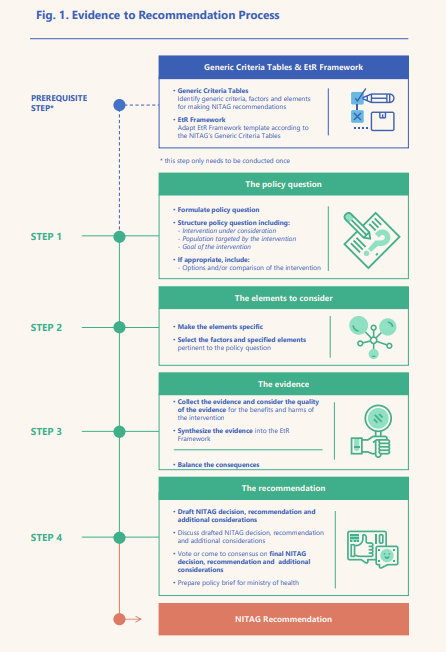 Fig. 1. Evidence to Recommendation Process
Generic Criteria Tables & EtR Framework
PREREQUISITE
STEP*
• Generic Criteria Tables
Identify generic criteria, factors and elements
for making NITAG recommendations
• EtR Framework
Adapt EtR Framework template according to
the NITAG's Generic Criteria Tables
* this step only needs to be conducted once
The policy question
STEP 1
• Formulate policy question
• Structure policy question including:
- Intervention under consideration
- Population targeted by the intervention
- Goal of the intervention
• If appropriate, include:
- Options and/or comparison of the intervention
The elements to consider
STEP 2
• Make the elements specific
• Select the factors and specified elements
pertinent to the policy question
The evidence
STEP 3
• Collect the evidence and consider the quality
of the evidence for the benefits and harms of
the intervention
• Synthesize the evidence into the EtR
Framework
• Balance the consequences
The recommendation
STEP 4
• Draft NITAG decision, recommendation and
additional considerations
• Discuss drafted NITAG decision, recommendation
and additional considerations
• Vote or come to consensus on final NITAG
decision, recommendation and additional
considerations
• Prepare policy brief for ministry of health
NITAG Recommendation